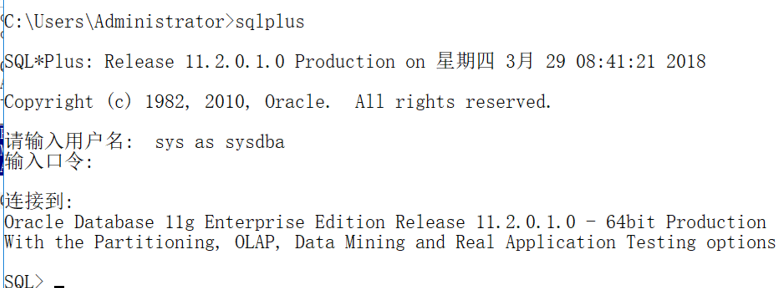 C:\Users\Administrator>sqlplus
SQL*Plus: Release 11.2.0.1.0 Production on 星期四 3月 29 08:41:21 2018
Copyright (c) 1982, 2010, Oracle.  All rights reserved.
请输入用户名:  sys as sysdba
输入口令:
连接到:
Oracle Database 11g Enterprise Edition Release 11.2.0.1.0 - 64bit Production
With the Partitioning, OLAP, Data Mining and Real Application Testing options
SQL> _